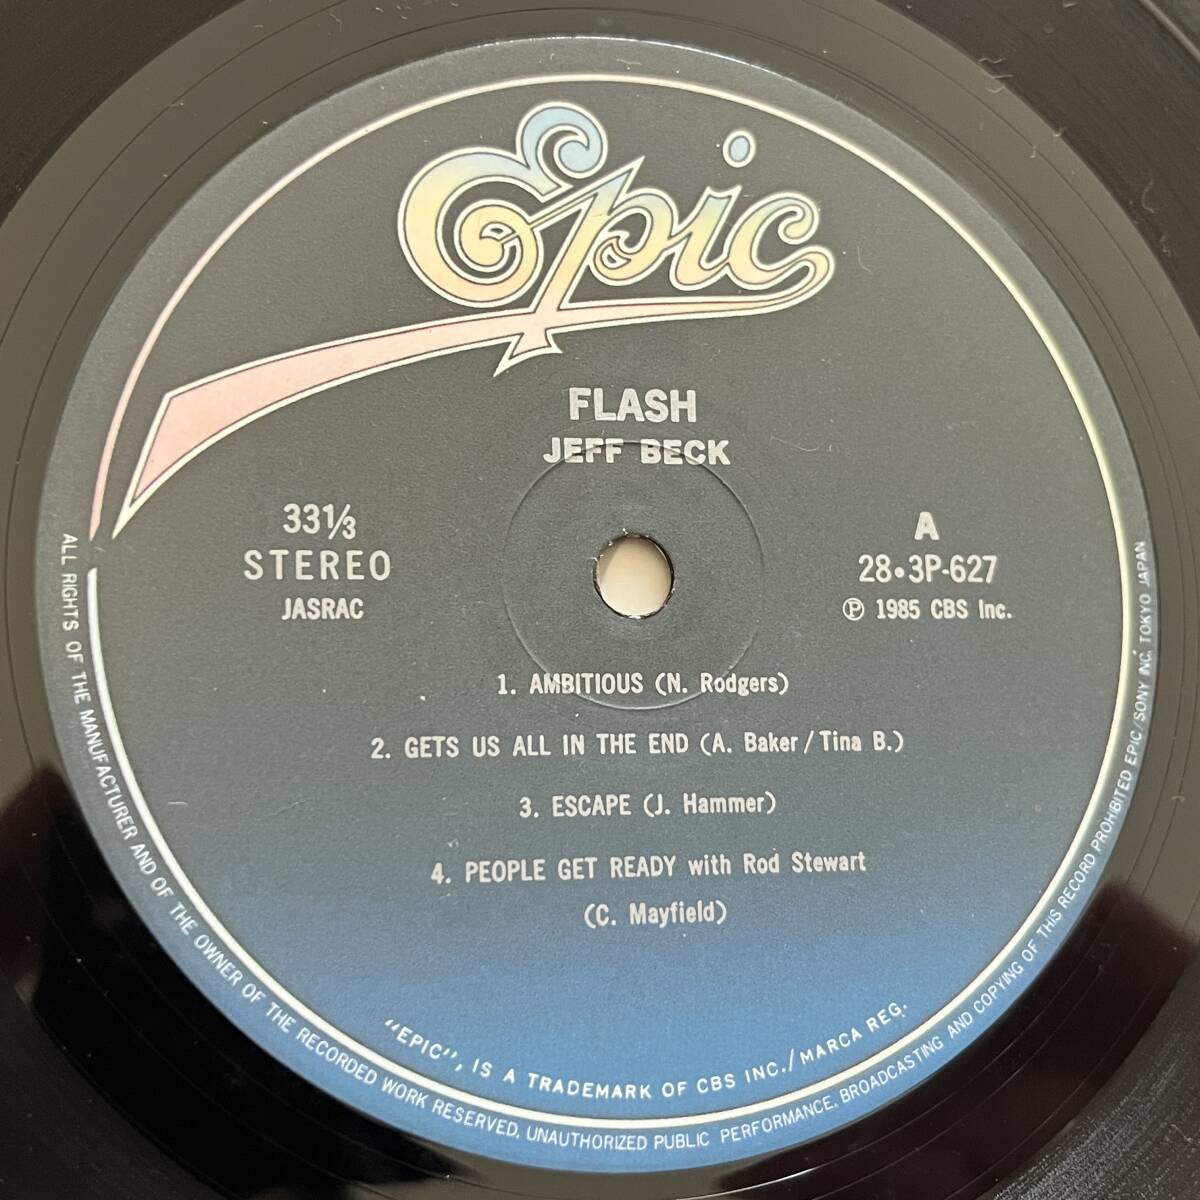 Epic
FLASH
JEFF BECK
33⅓
STEREO
JASRAC
A
28・3P-627
℗ 1985 CBS Inc.
1. AMBITIOUS (N. Rodgers)
2. GETS US ALL IN THE END (A. Baker/Tina B.)
3. ESCAPE (J. Hammer)
4. PEOPLE GET READY with Rod Stewart
(C. Mayfield)
"EPIC", IS A TRADEMARK OF CBS INC./MARCA REG.
ALL RIGHTS OF THE MANUFACTURER AND OF THE OWNER OF THE RECORDED WORK RESERVED. UNAUTHORIZED PUBLIC PERFORMANCE, BROADCASTING AND COPYING OF THIS RECORD PROHIBITED EPIC/SONY INC. TOKYO JAPAN